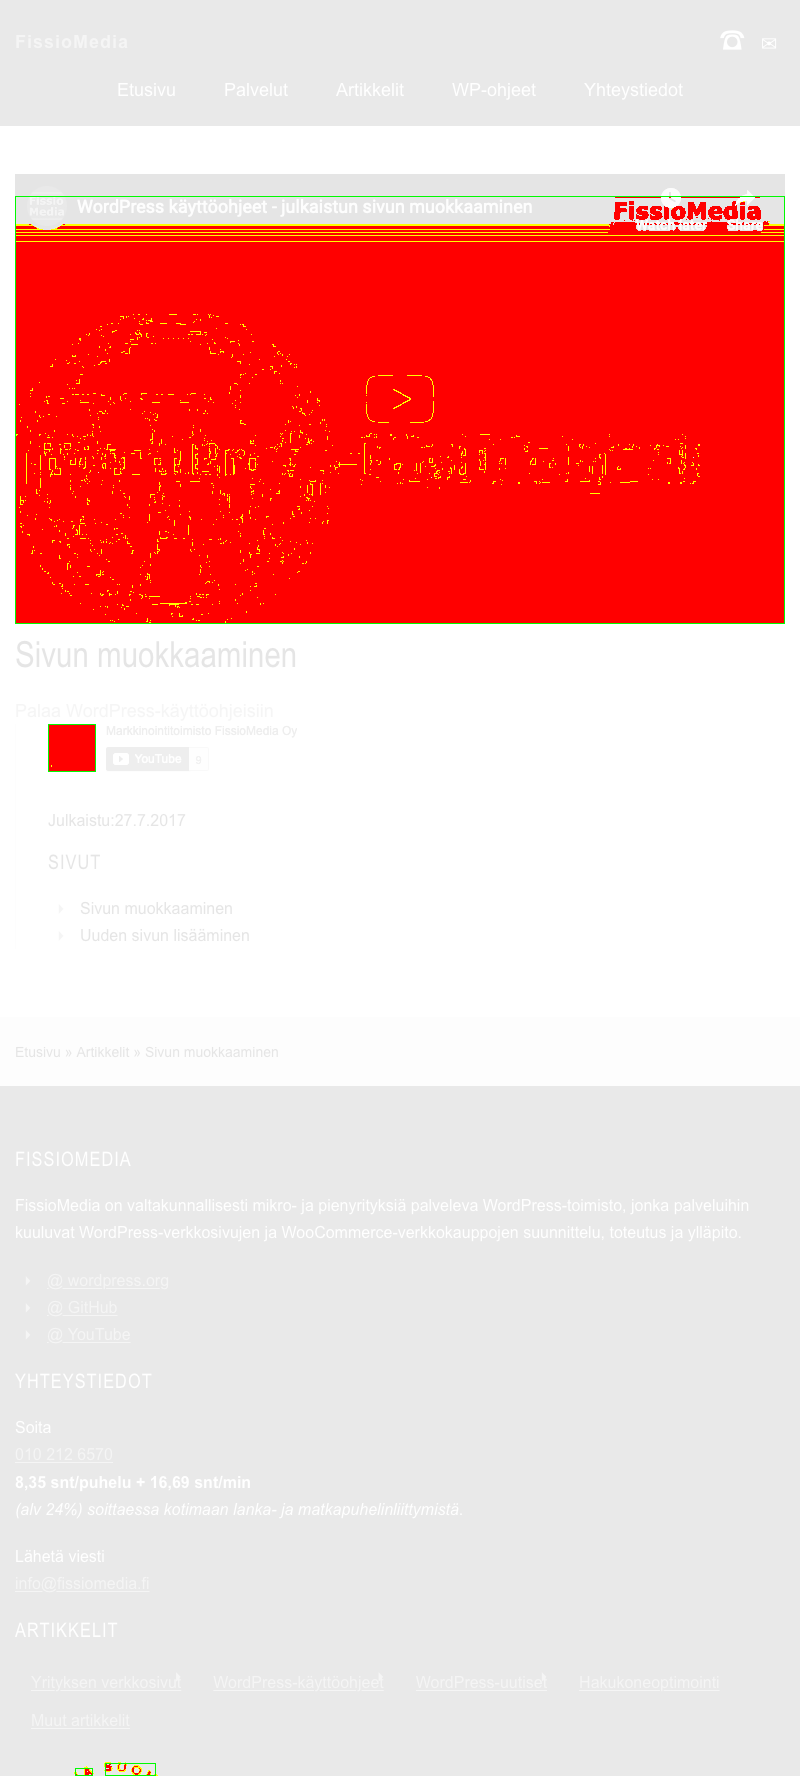 FissioMedia
Etusivu Palvelut Artikkelit WP-ohjeet Yhteystiedot
Fissio
Media
WordPress käyttöohjeet - julkaistun sivun muokkaaminen
FissioMedia
Sivun muokkaaminen
Palaa WordPress-käyttöohjeisiin
Markkinointitoimisto FissioMedia Oy
YouTube 9
Julkaistu:27.7.2017
SIVUT
Sivun muokkaaminen
Uuden sivun lisääminen
Etusivu » Artikkelit » Sivun muokkaaminen
FISSIOMEDIA
FissioMedia on valtakunnallisesti mikro- ja pienyrityksiä palveleva WordPress-toimisto, jonka palveluihin
kuuluvat WordPress-verkkosivujen ja WooCommerce-verkkokauppojen suunnittelu, toteutus ja ylläpito.
@ wordpress.org
@ GitHub
@ YouTube
YHTEYSTIEDOT
Soita
010 212 6570
8,35 snt/puhelu + 16,69 snt/min
(alv 24%) soittaessa kotimaan lanka- ja matkapuhelinliittymistä.
Lähetä viesti
info@fissiomedia.fi
ARTIKKELIT
Yrityksen verkkosivut WordPress-käyttöohjeet WordPress-uutiset Hakukoneoptimointi
Muut artikkelit